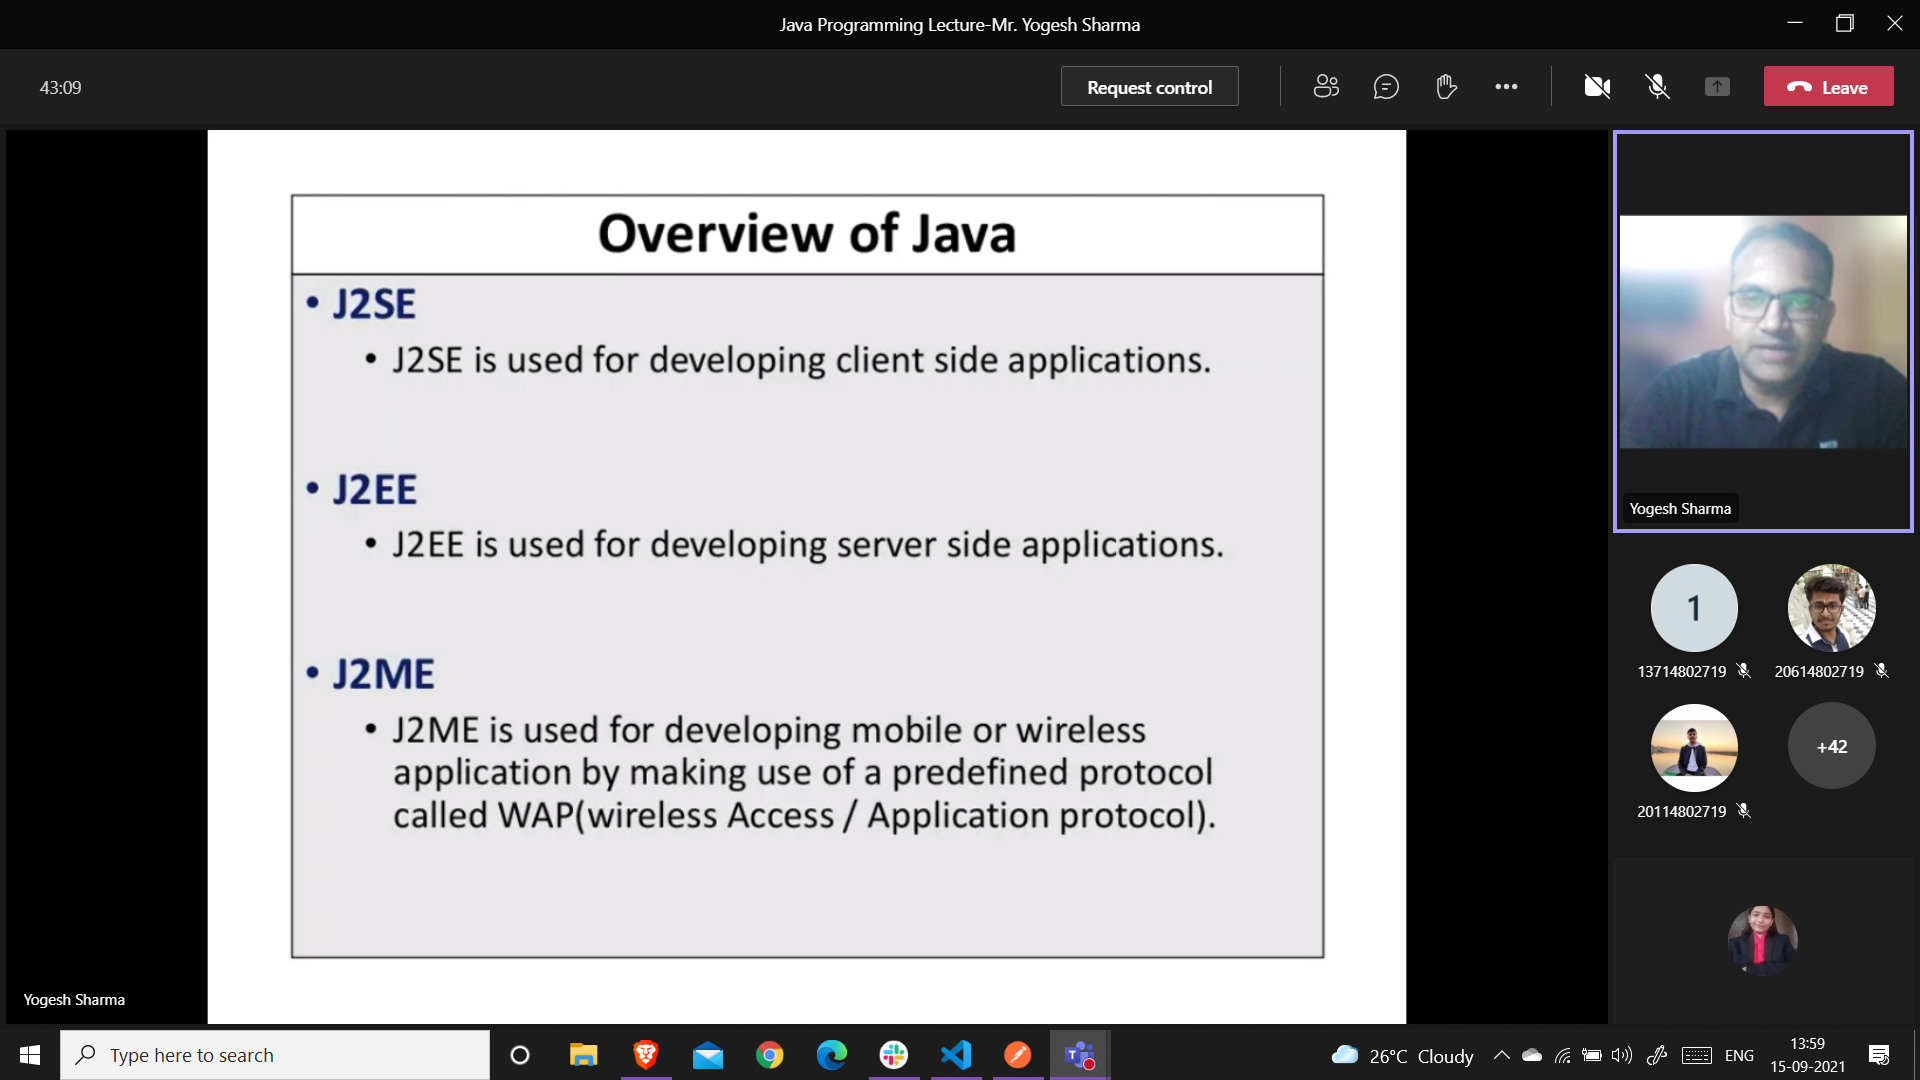 Java Programming Lecture-Mr. Yogesh Sharma
43:09
Request control
Leave
Overview of Java
• J2SE
• J2SE is used for developing client side applications.
• J2EE
• J2EE is used for developing server side applications.
• J2ME
• J2ME is used for developing mobile or wireless
application by making use of a predefined protocol
called WAP(wireless Access / Application protocol).
Yogesh Sharma
Yogesh Sharma
1
13714802719
20614802719
20114802719
+42
Type here to search
26°C Cloudy
ENG
13:59
15-09-2021